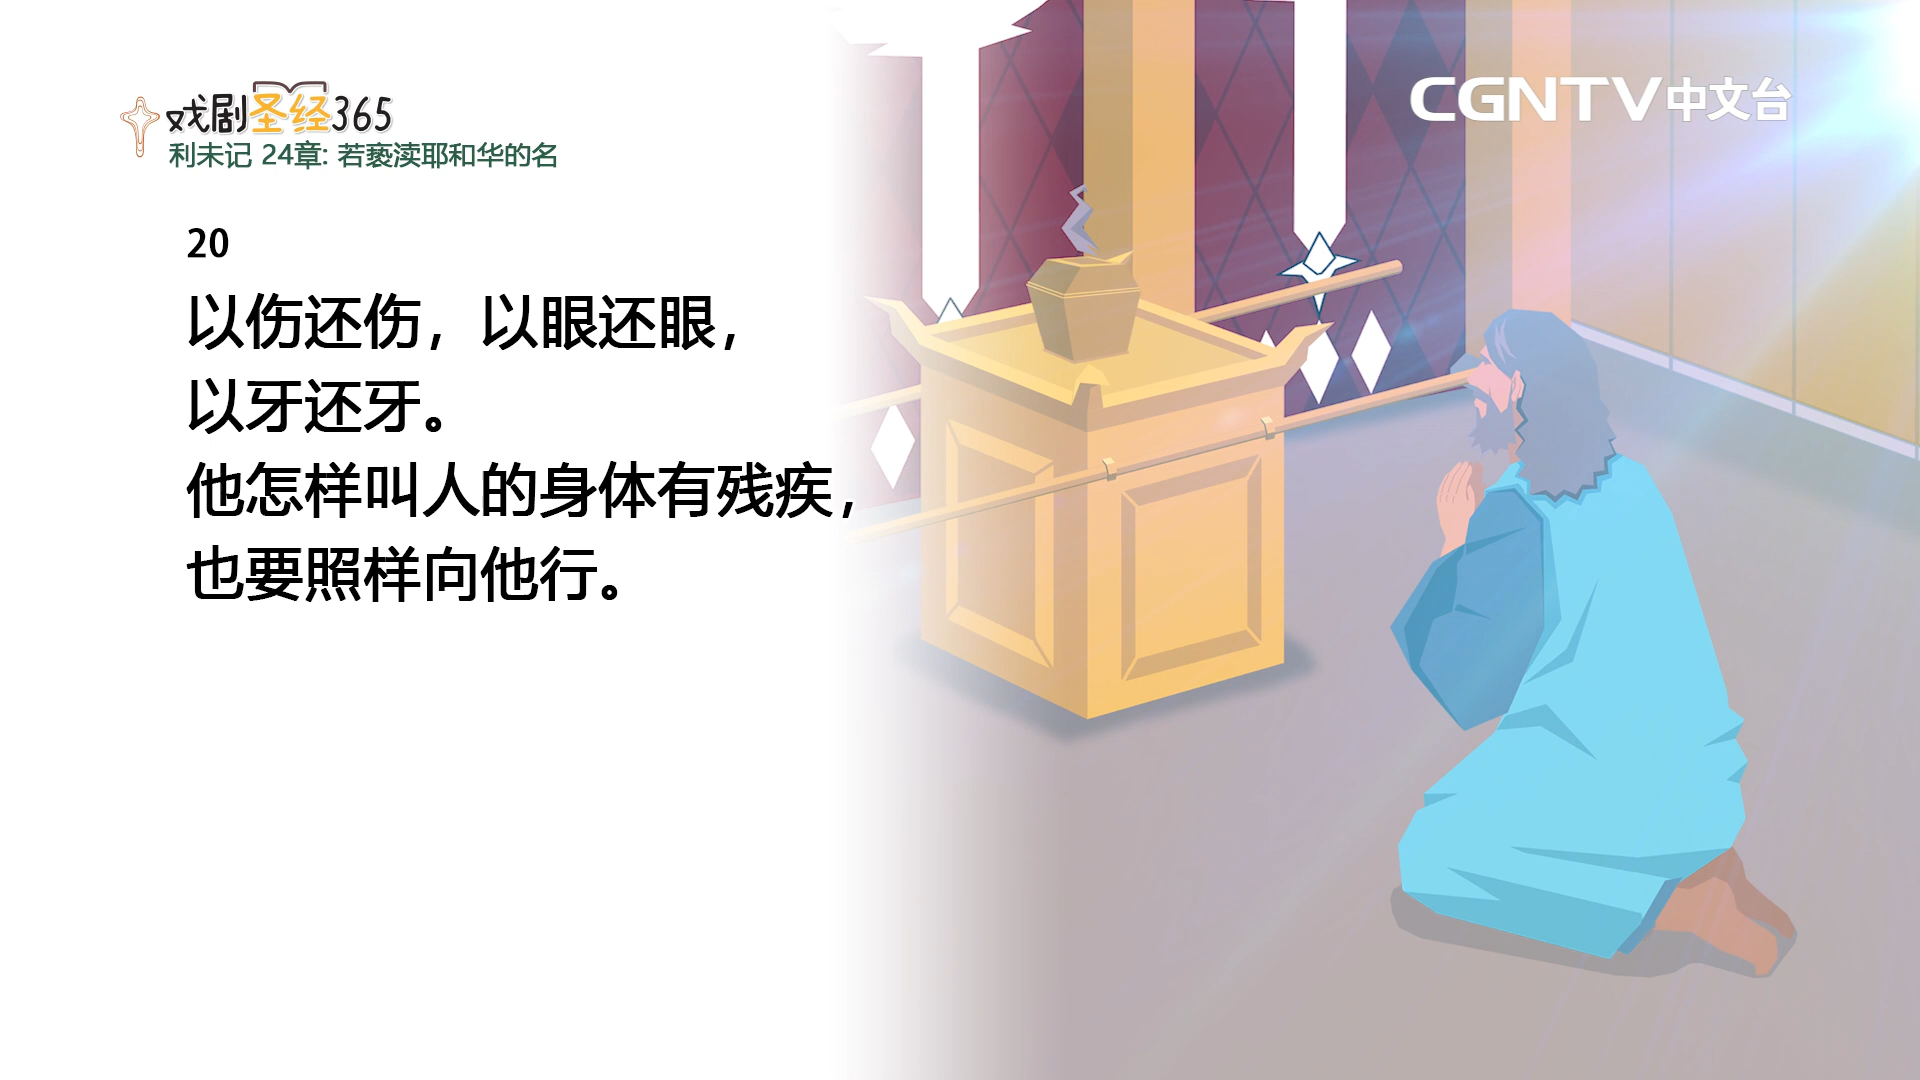 戏剧圣经365
CGNTV中文台
利未记 24章: 若亵渎耶和华的名
20
以伤还伤，以眼还眼，
以牙还牙。
他怎样叫人的身体有残疾，
也要照样向他行。